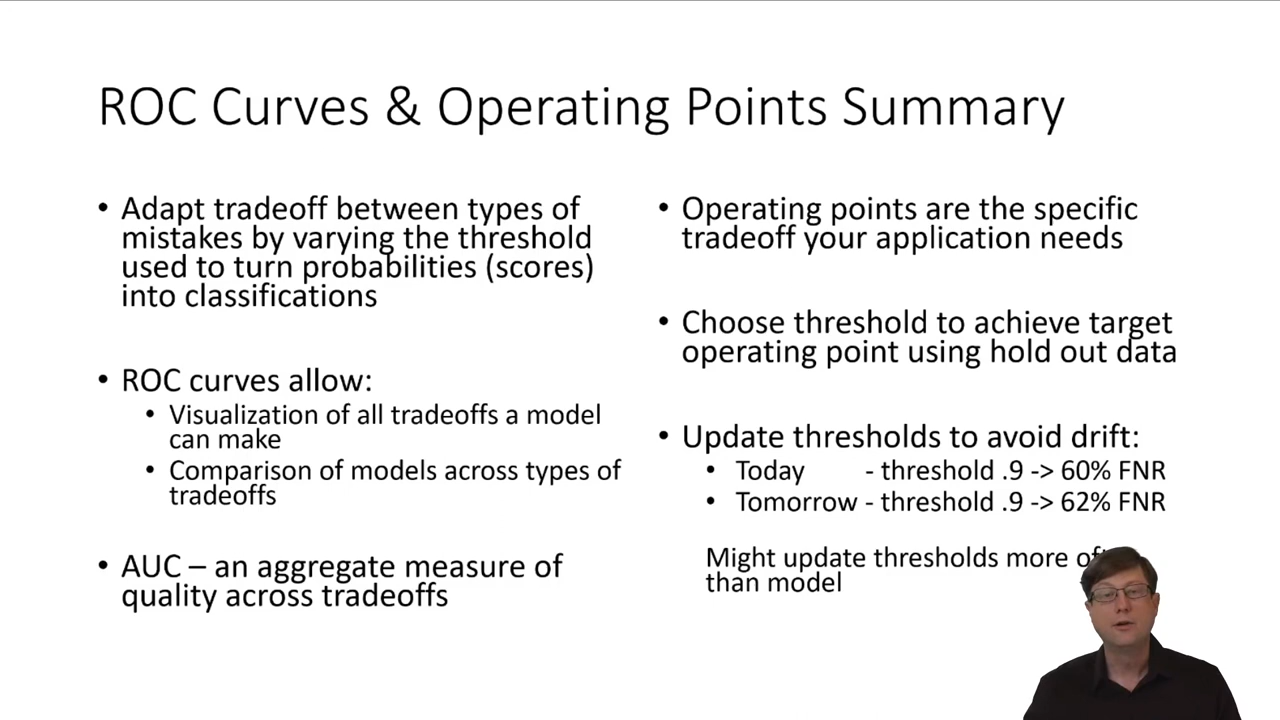 ROC Curves & Operating Points Summary
• Adapt tradeoff between types of
mistakes by varying the threshold
used to turn probabilities (scores)
into classifications
• ROC curves allow:
• Visualization of all tradeoffs a model
can make
• Comparison of models across types of
tradeoffs
• AUC – an aggregate measure of
quality across tradeoffs
• Operating points are the specific
tradeoff your application needs
• Choose threshold to achieve target
operating point using hold out data
• Update thresholds to avoid drift:
• Today - threshold .9 -> 60% FNR
• Tomorrow - threshold .9 -> 62% FNR
Might update thresholds more
than model